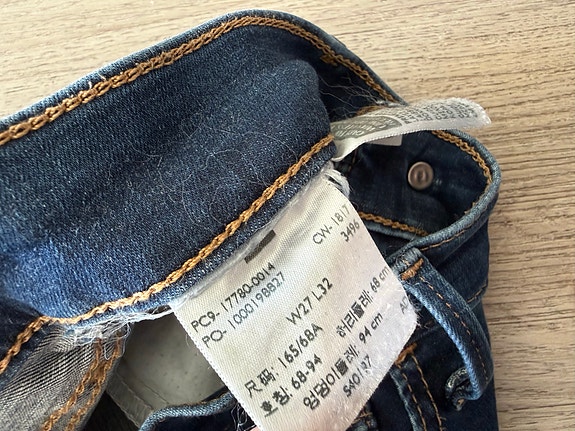 CW- 1817
3496
PC9- 17780-0014
PO- 1000198827
W27 L32
尺 码: 165/68A
호칭: 68-94
허리둘레: 68 cm
엉덩이둘레: 94 cm
SAO137